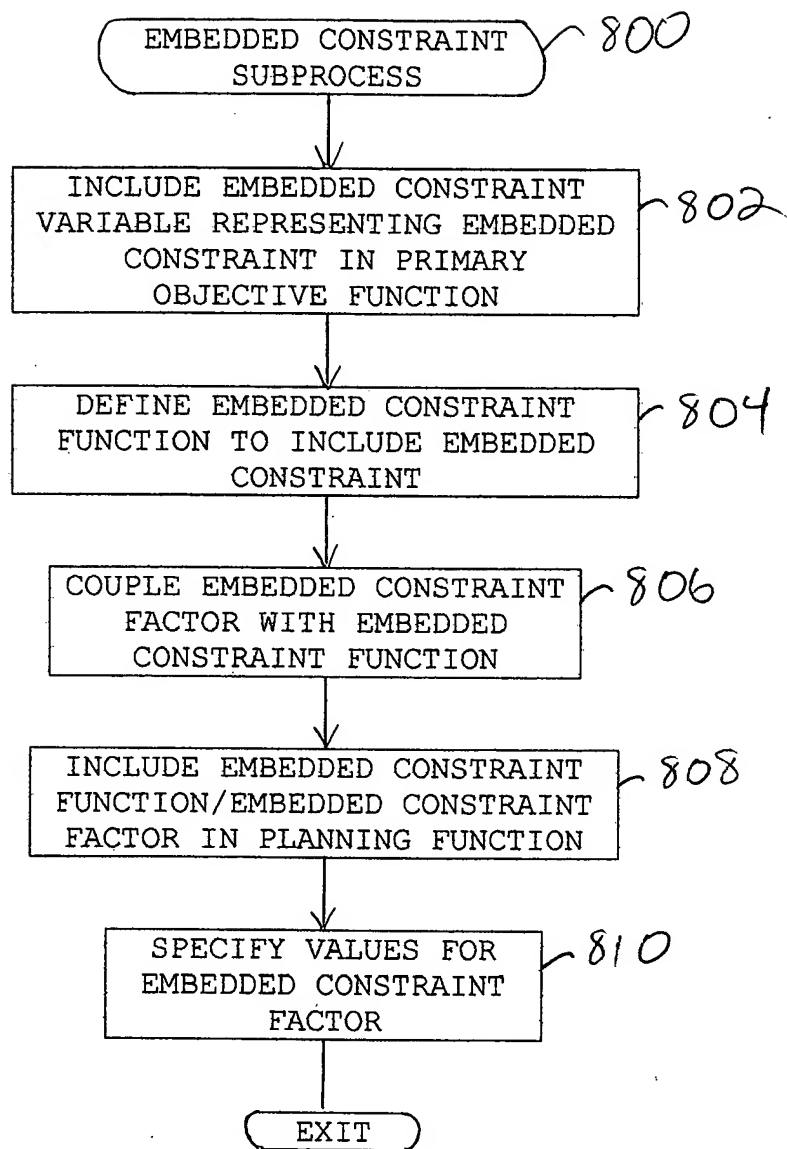 EMBEDDED CONSTRAINT
SUBPROCESS
800
INCLUDE EMBEDDED CONSTRAINT
VARIABLE REPRESENTING EMBEDDED
CONSTRAINT IN PRIMARY
OBJECTIVE FUNCTION
802
DEFINE EMBEDDED CONSTRAINT
FUNCTION TO INCLUDE EMBEDDED
CONSTRAINT
804
COUPLE EMBEDDED CONSTRAINT
FACTOR WITH EMBEDDED
CONSTRAINT FUNCTION
806
INCLUDE EMBEDDED CONSTRAINT
FUNCTION/EMBEDDED CONSTRAINT
FACTOR IN PLANNING FUNCTION
808
SPECIFY VALUES FOR
EMBEDDED CONSTRAINT
FACTOR
810
EXIT